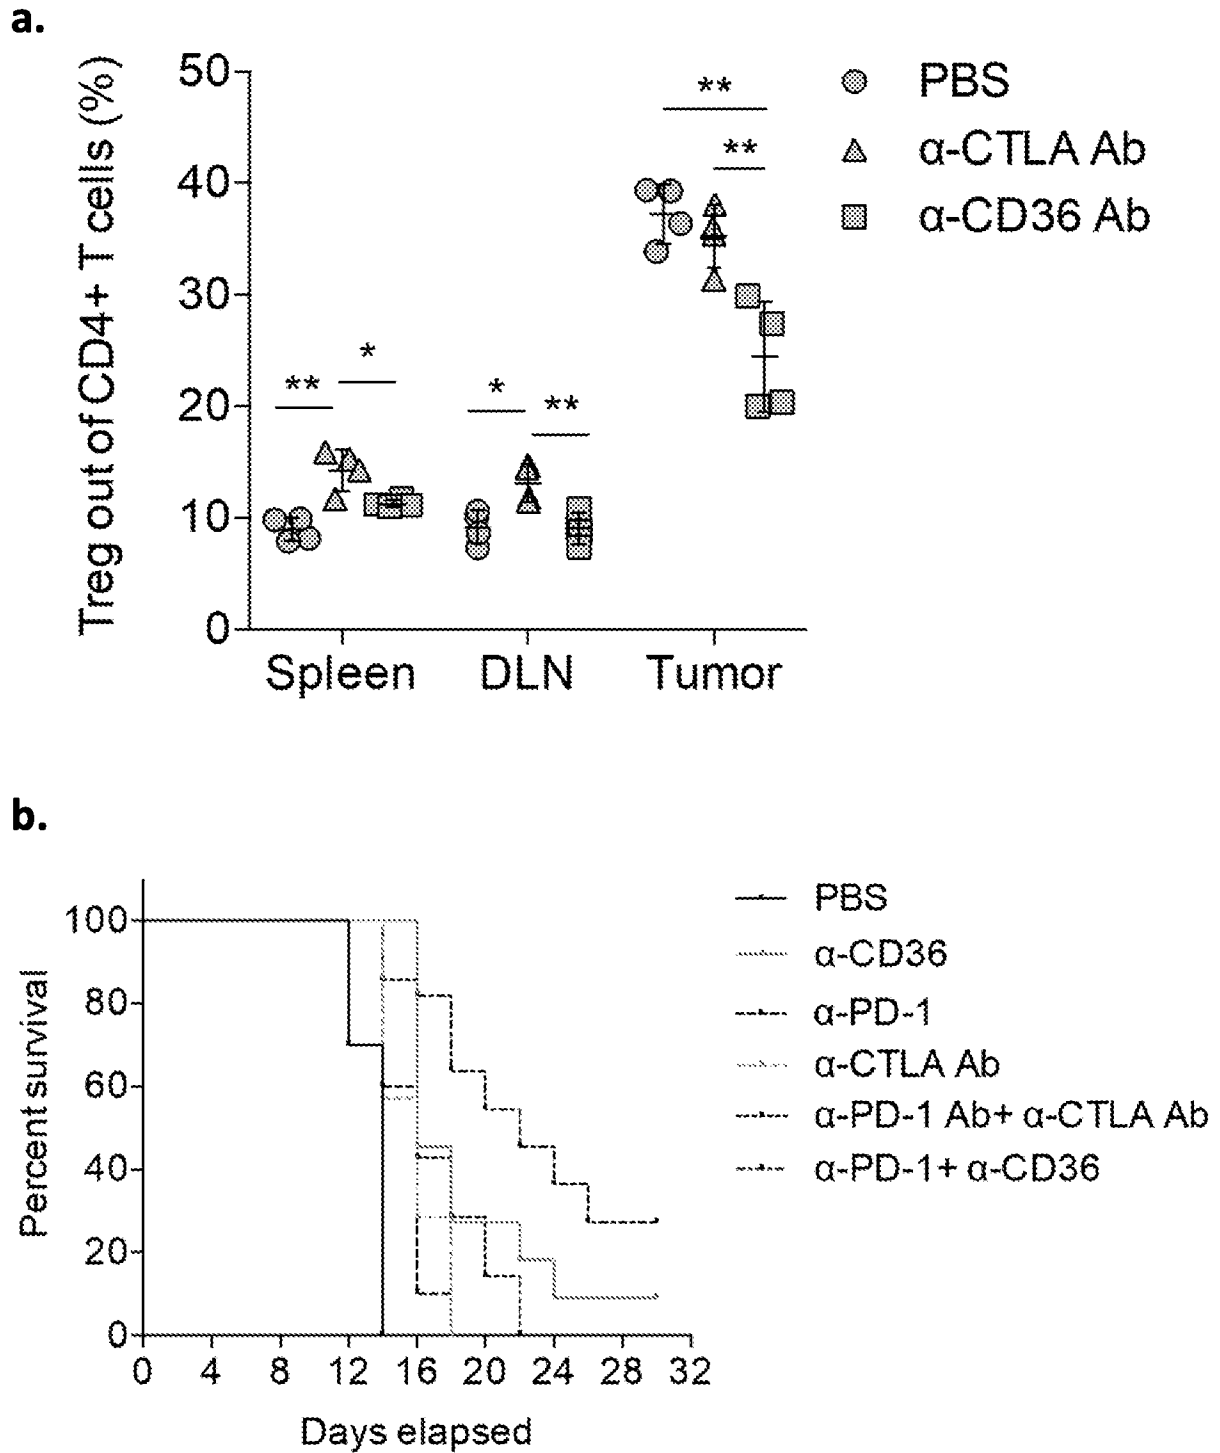 a.
Treg out of CD4+ T cells (%)
50
40
30
20
10
0
**
*
*
**
**
**
Spleen
DLN
Tumor
PBS
α-CTLA Ab
α-CD36 Ab
b.
Percent survival
100
80
60
40
20
0
0 4 8 12 16 20 24 28 32
Days elapsed
PBS
α-CD36
α-PD-1
α-CTLA Ab
α-PD-1 Ab+ α-CTLA Ab
α-PD-1+ α-CD36